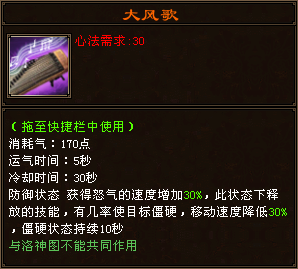 大风歌
心法需求:30
（拖至快捷栏中使用）
消耗气：170点
运气时间：5秒
冷却时间：30秒
防御状态 获得怒气的速度增加30%，此状态下释
放的技能，有几率使目标僵硬，移动速度降低30%
，僵硬状态持续10秒
与洛神图不能共同作用